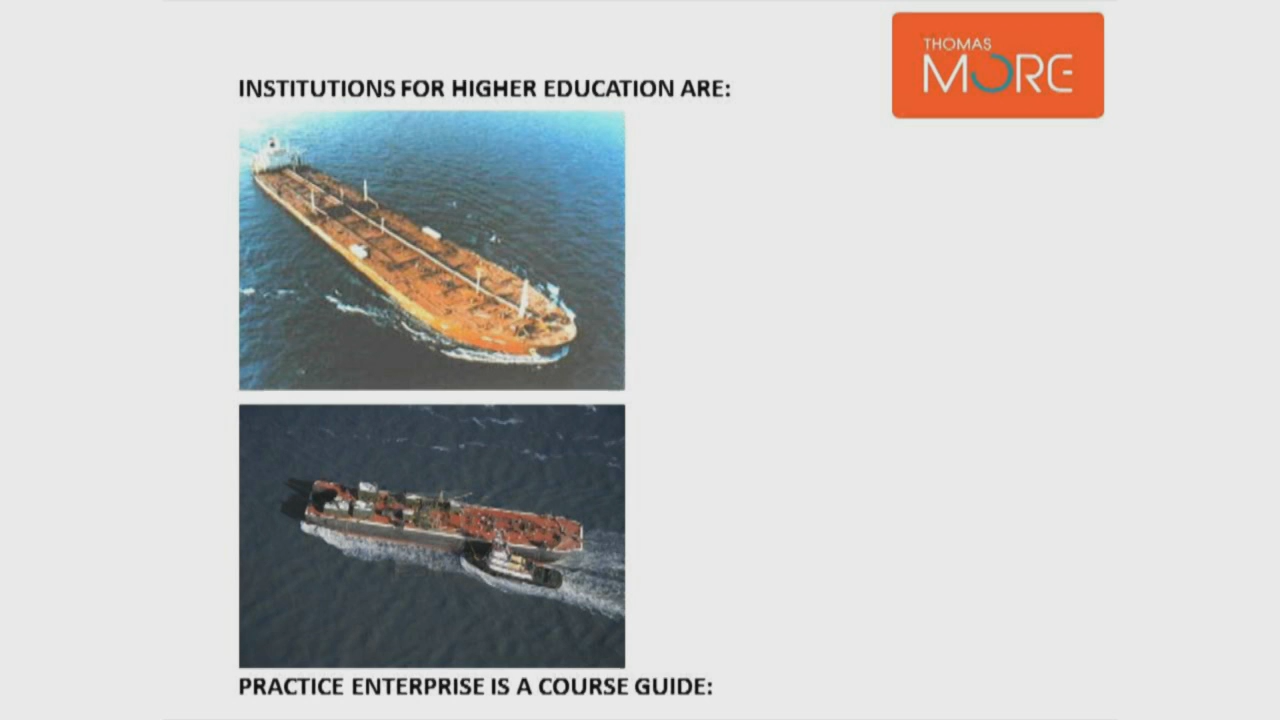 THOMAS
MORE
INSTITUTIONS FOR HIGHER EDUCATION ARE:
PRACTICE ENTERPRISE IS A COURSE GUIDE: